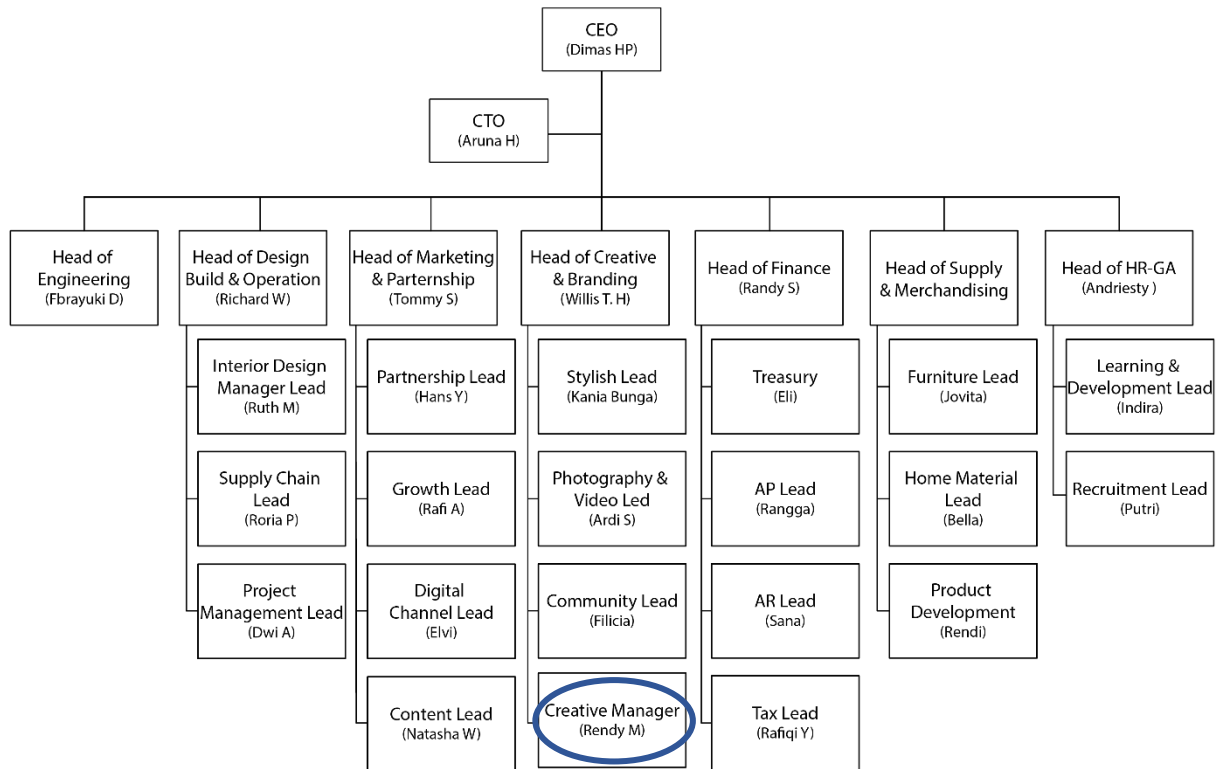 CEO
(Dimas HP)
CTO
(Aruna H)
Head of
Engineering
(Fbrayuki D)
Head of Design
Build & Operation
(Richard W)
Head of Marketing
& Parternship
(Tommy S)
Head of Creative
& Branding
(Willis T. H)
Head of Finance
(Randy S)
Head of Supply
& Merchandising
Head of HR-GA
(Andriesty )
Interior Design
Manager Lead
(Ruth M)
Supply Chain
Lead
(Roria P)
Project
Management Lead
(Dwi A)
Partnership Lead
(Hans Y)
Growth Lead
(Rafi A)
Digital
Channel Lead
(Elvi)
Content Lead
(Natasha W)
Stylish Lead
(Kania Bunga)
Photography &
Video Led
(Ardi S)
Community Lead
(Filicia)
Creative Manager
(Rendy M)
Treasury
(Eli)
AP Lead
(Rangga)
AR Lead
(Sana)
Tax Lead
(Rafiqi Y)
Furniture Lead
(Jovita)
Home Material
Lead
(Bella)
Product
Development
(Rendi)
Learning &
Development Lead
(Indira)
Recruitment Lead
(Putri)